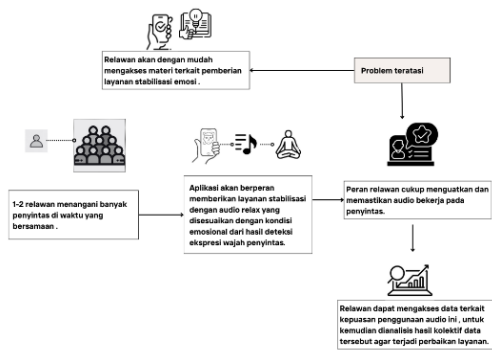 Relawan akan dengan mudah
mengakses materi terkait pemberian
layanan stabilisasi emosi .
Problem teratasi
1-2 relawan menangani banyak
penyintas di waktu yang
bersamaan .
Aplikasi akan berperan
memberikan layanan stabilisasi
dengan audio relax yang
disesuaikan dengan kondisi
emosional dari hasil deteksi
ekspresi wajah penyintas.
Peran relawan cukup menguatkan dan
memastikan audio bekerja pada
penyintas.
Relawan dapat mengakses data terkait
kepuasan penggunaan audio ini , untuk
kemudian dianalisis hasil kolektif data
tersebut agar terjadi perbaikan layanan.